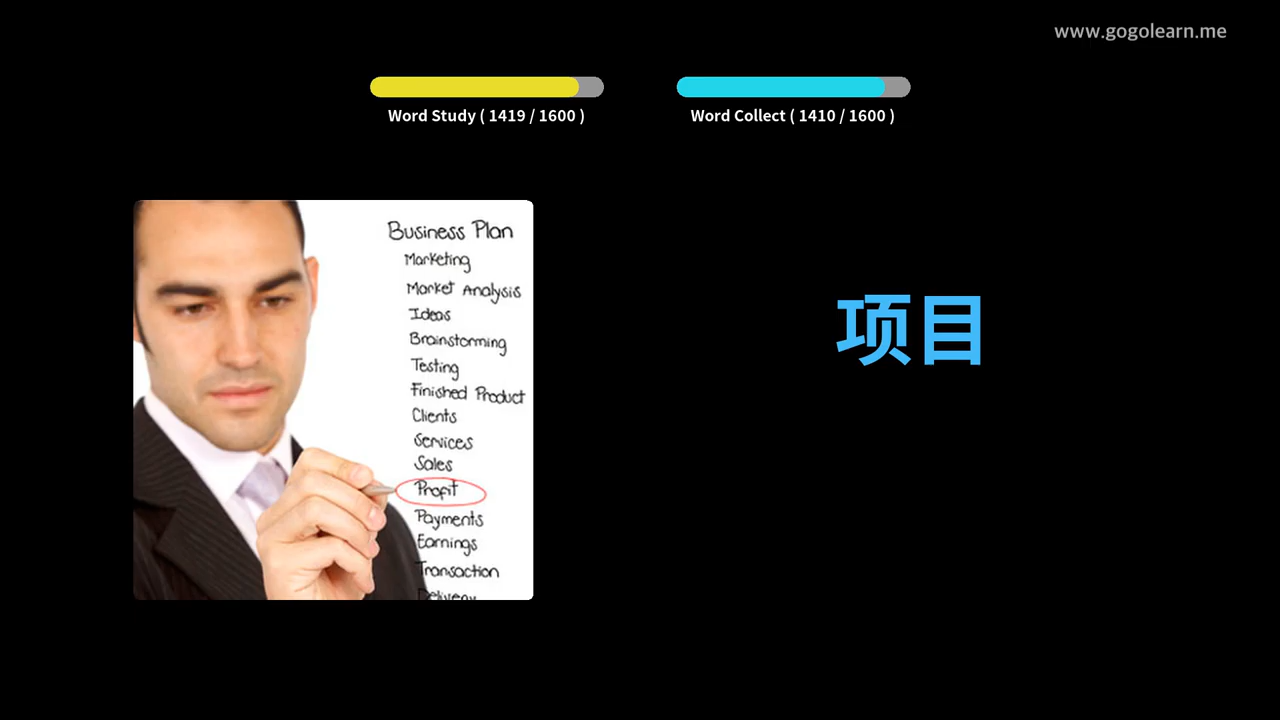 www.gogolearn.me
Word Study ( 1419 / 1600 )
Word Collect ( 1410 / 1600 )
Business Plan
Marketing
Market Analysis
Ideas
Brainstorming
Testing
Finished Product
Clients
Services
Sales
Profit
Payments
Earnings
Transaction
Delivery
项目